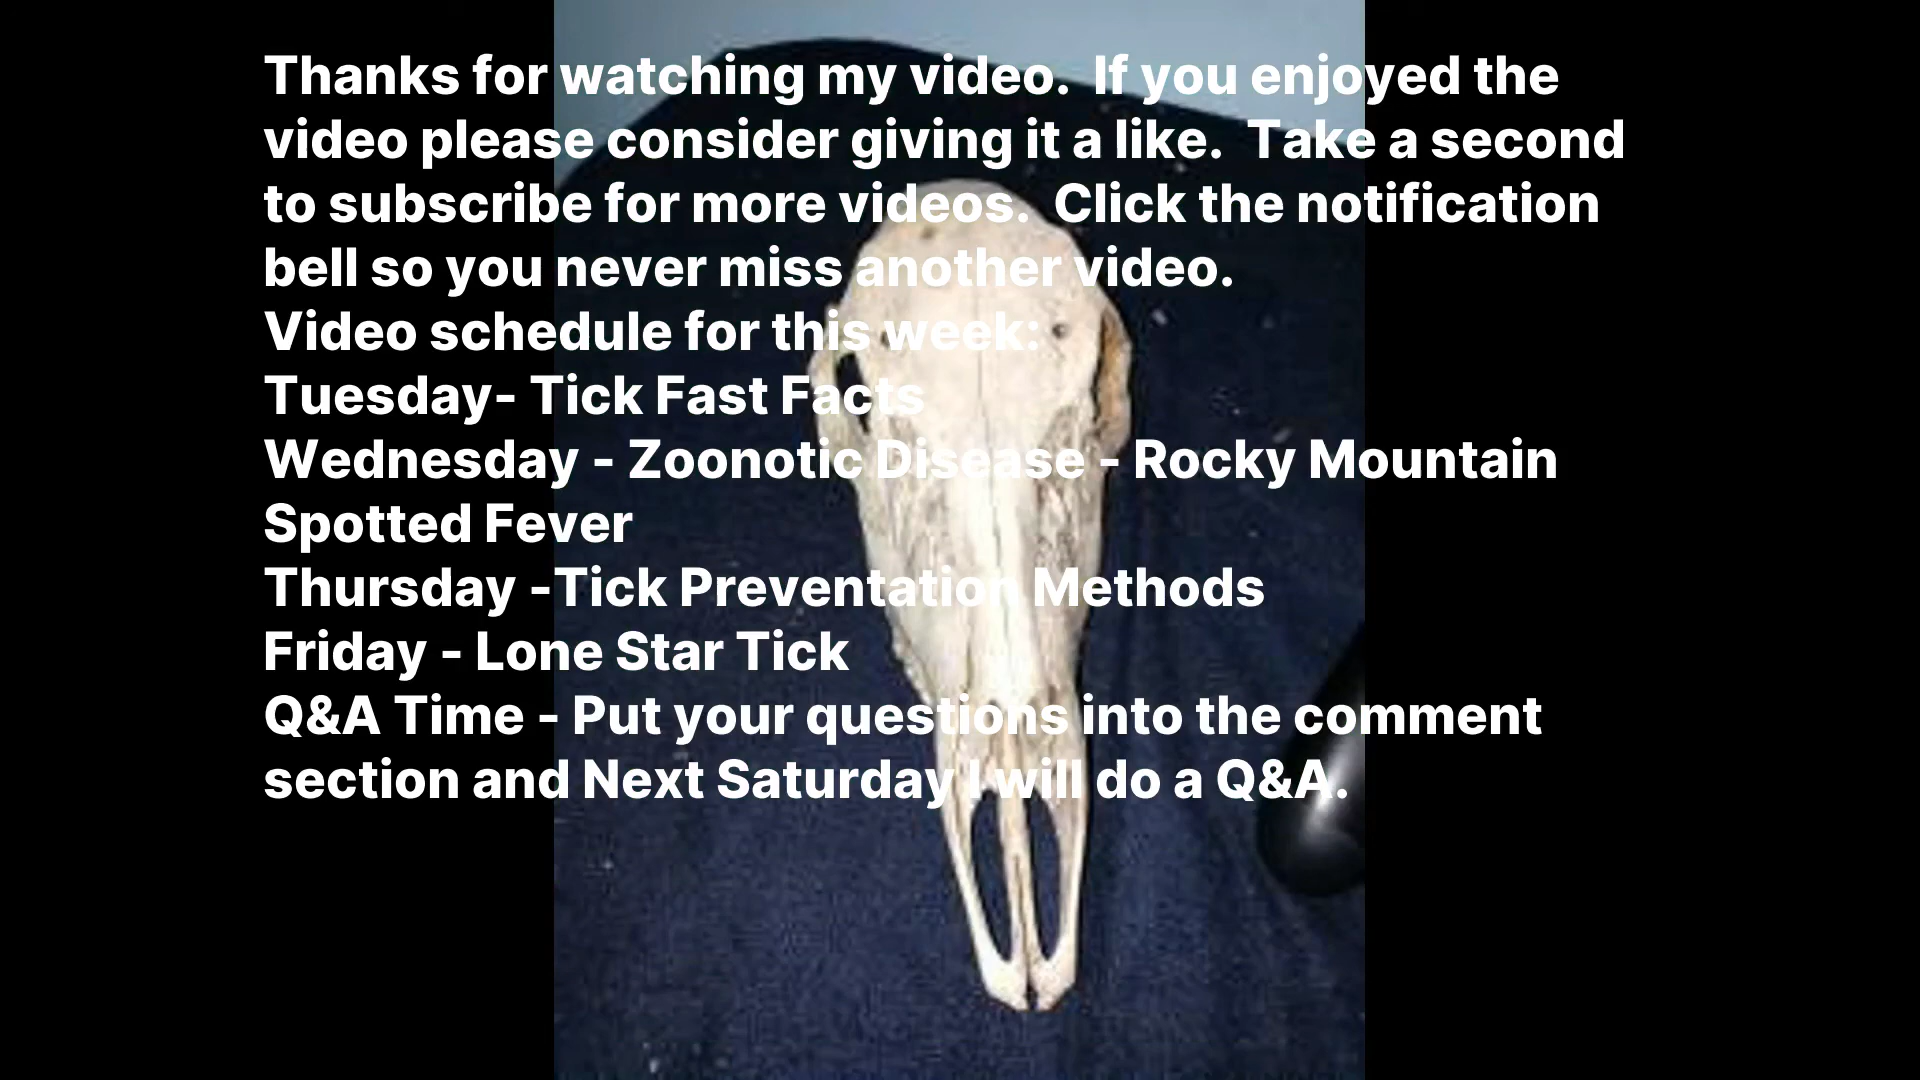 Thanks for watching my video.  If you enjoyed the
video please consider giving it a like.  Take a second
to subscribe for more videos.  Click the notification
bell so you never miss another video.
Video schedule for this week:
Tuesday- Tick Fast Facts
Wednesday - Zoonotic Disease - Rocky Mountain
Spotted Fever
Thursday -Tick Preventation Methods
Friday - Lone Star Tick
Q&A Time - Put your questions into the comment
section and Next Saturday I will do a Q&A.